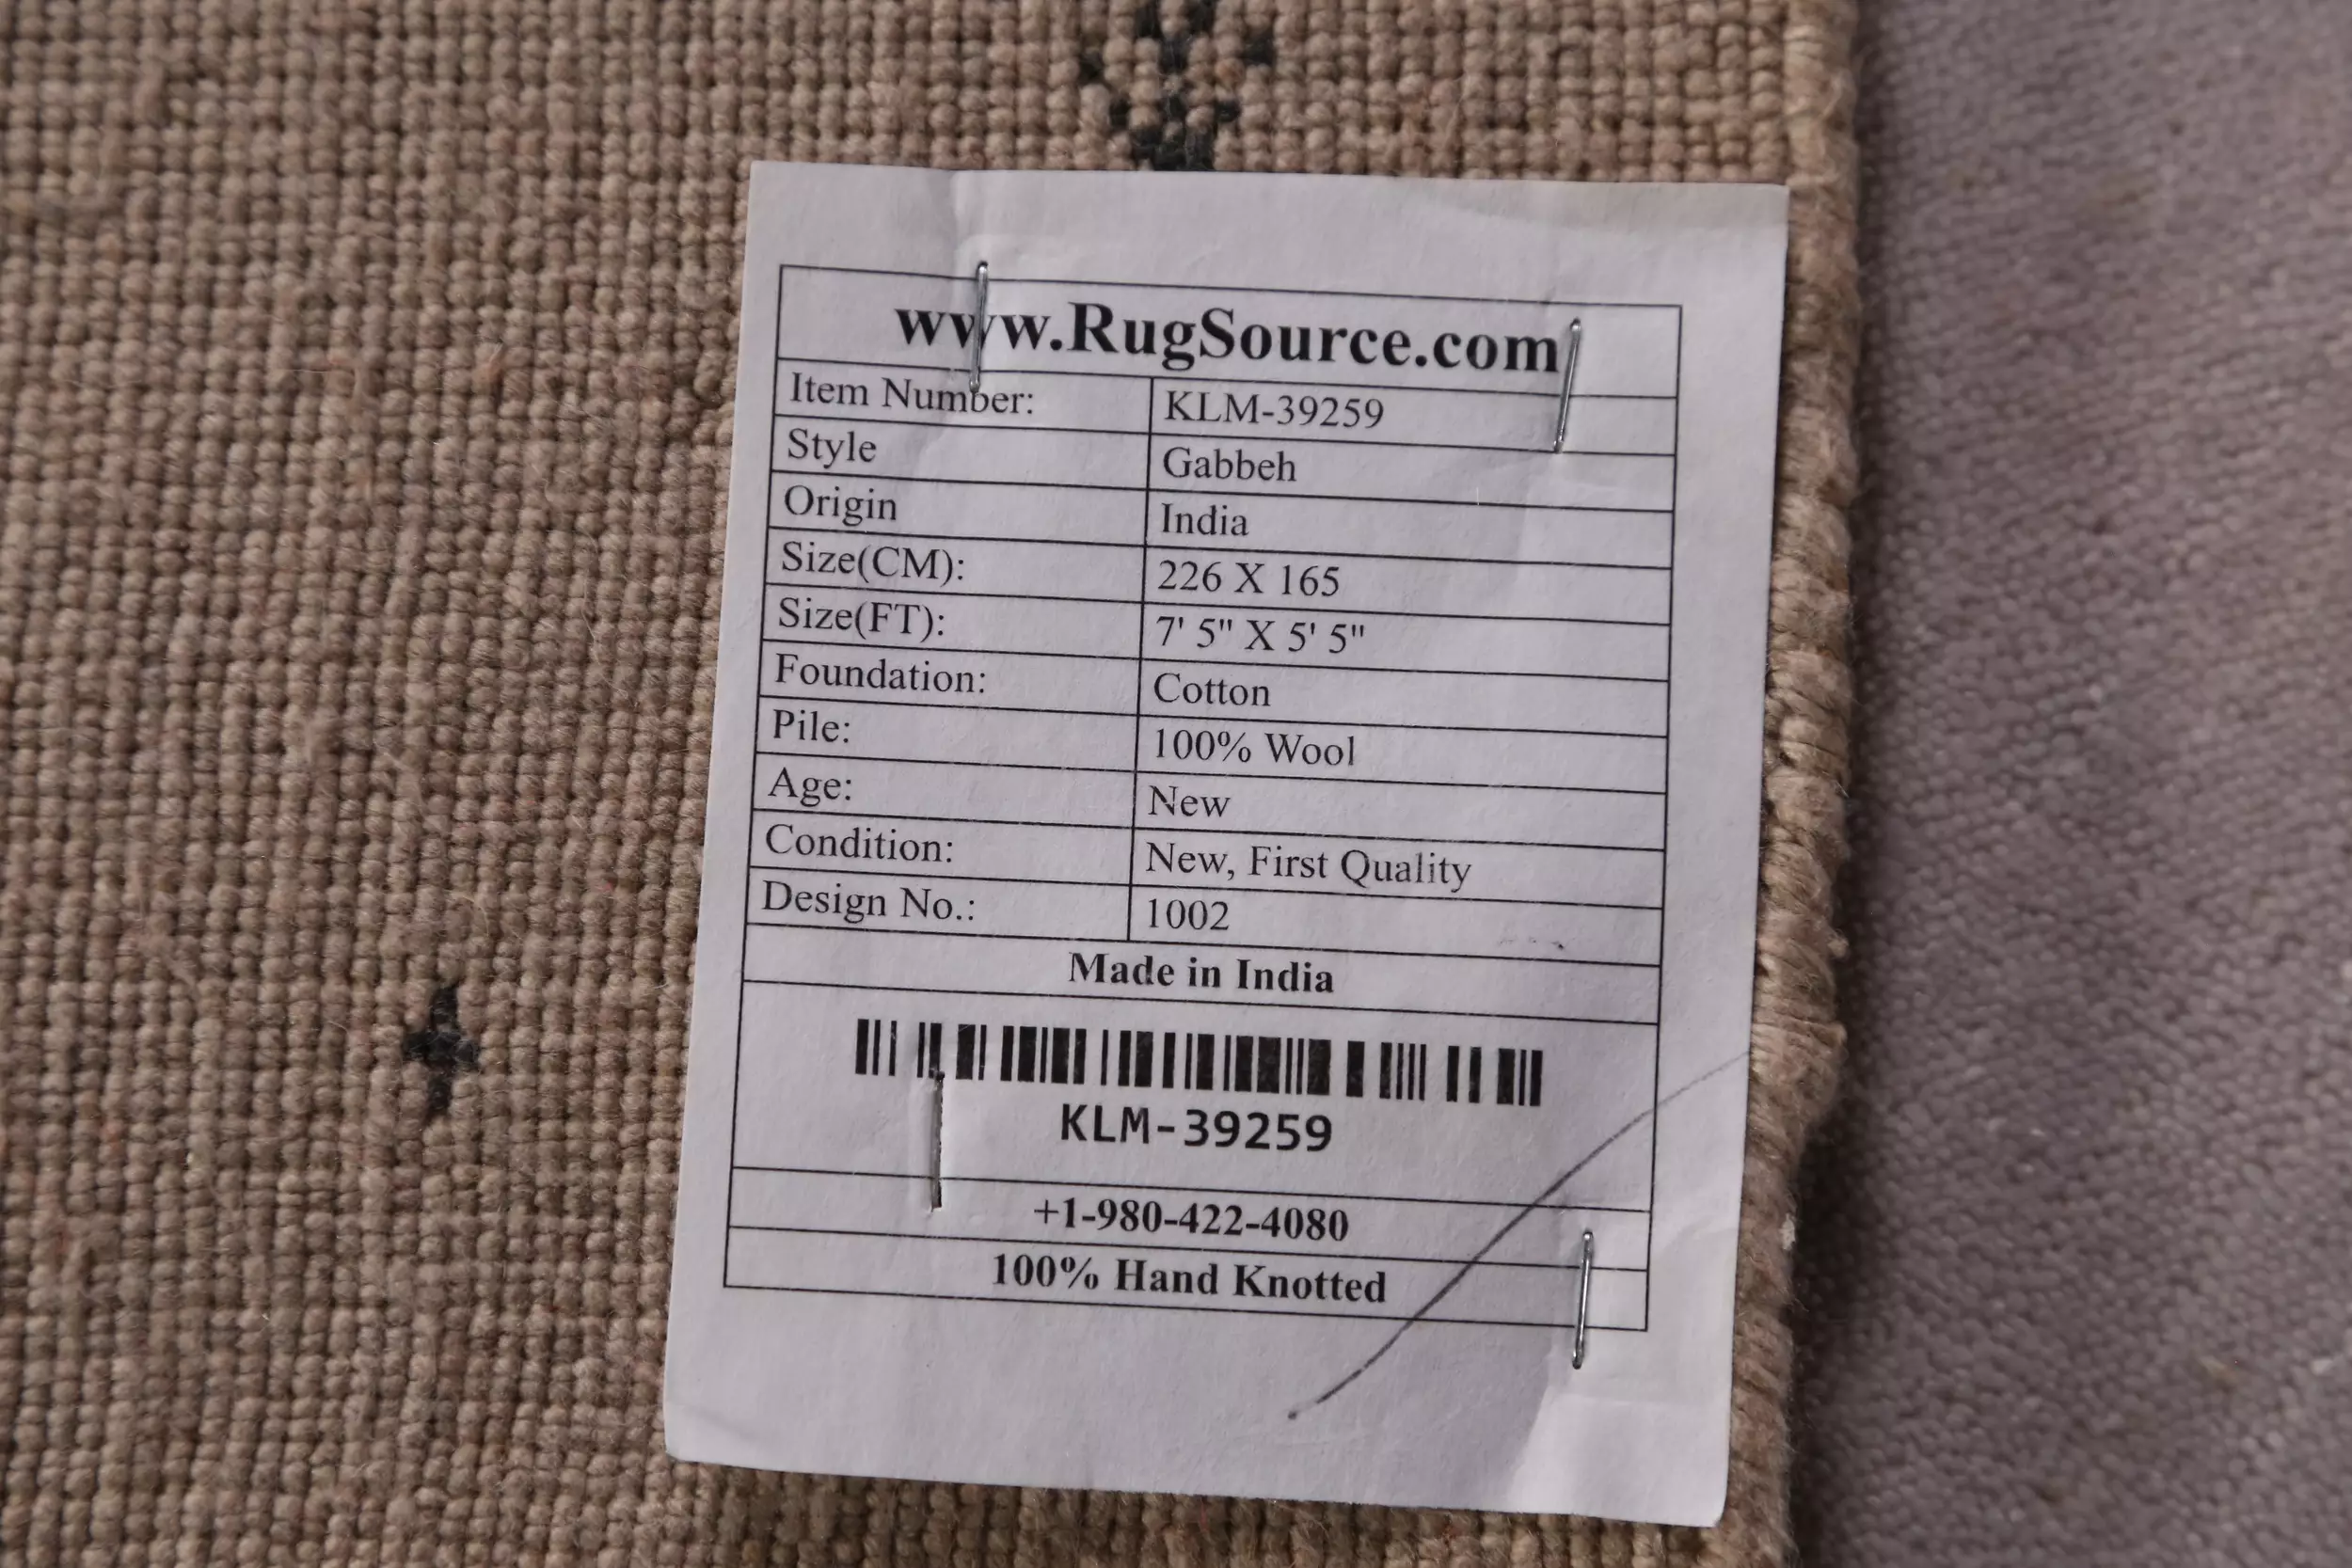 www.RugSource.com
Item Number: KLM-39259
Style Gabbeh
Origin India
Size(CM): 226 X 165
Size(FT): 7' 5" X 5' 5"
Foundation: Cotton
Pile: 100% Wool
Age: New
Condition: New, First Quality
Design No.: 1002
Made in India
KLM-39259
+1-980-422-4080
100% Hand Knotted